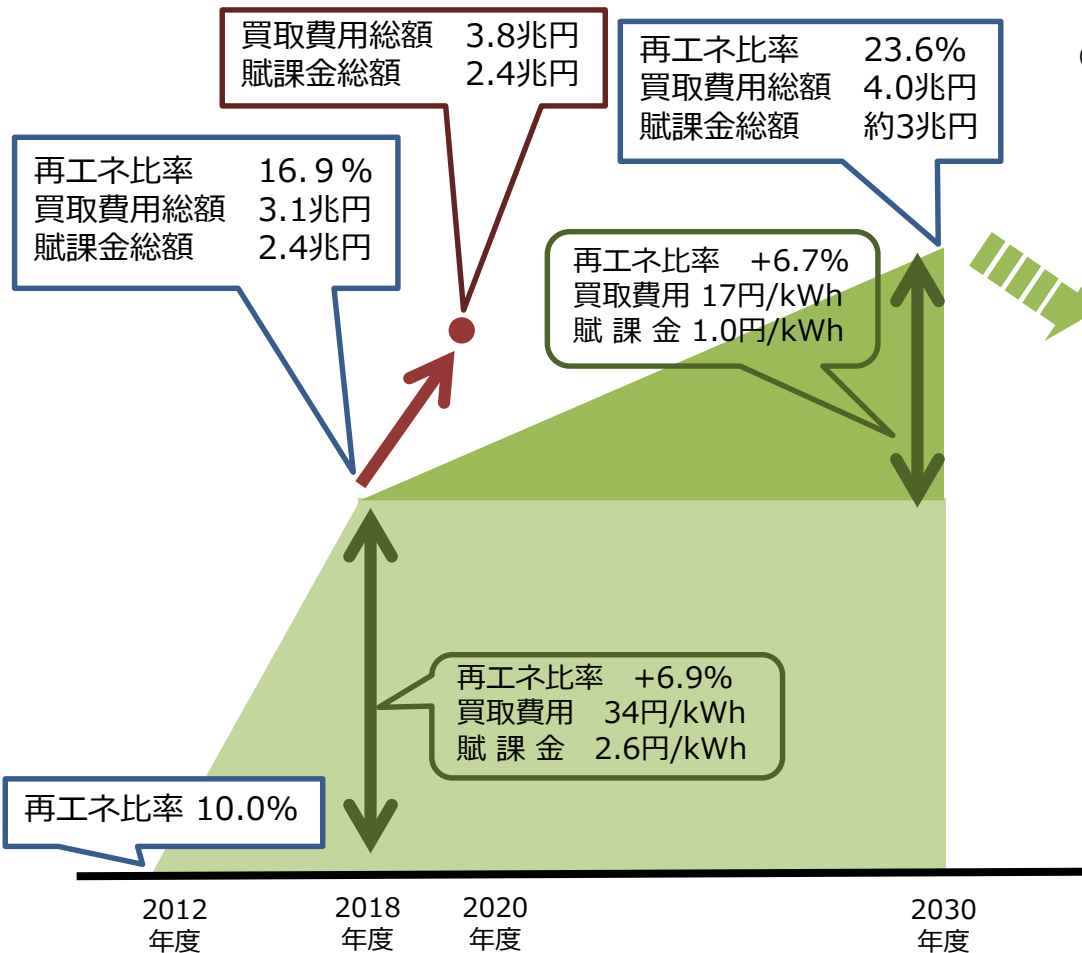 買取費用総額 3.8兆円
賦課金総額 2.4兆円
再エネ比率 23.6%
買取費用総額 4.0兆円
賦課金総額 約3兆円
再エネ比率 16.9%
買取費用総額 3.1兆円
賦課金総額 2.4兆円
再エネ比率 +6.7%
買取費用 17円/kWh
賦課金 1.0円/kWh
再エネ比率 +6.9%
買取費用 34円/kWh
賦課金 2.6円/kWh
再エネ比率 10.0%
2012
年度
2018
年度
2020
年度
2030
年度